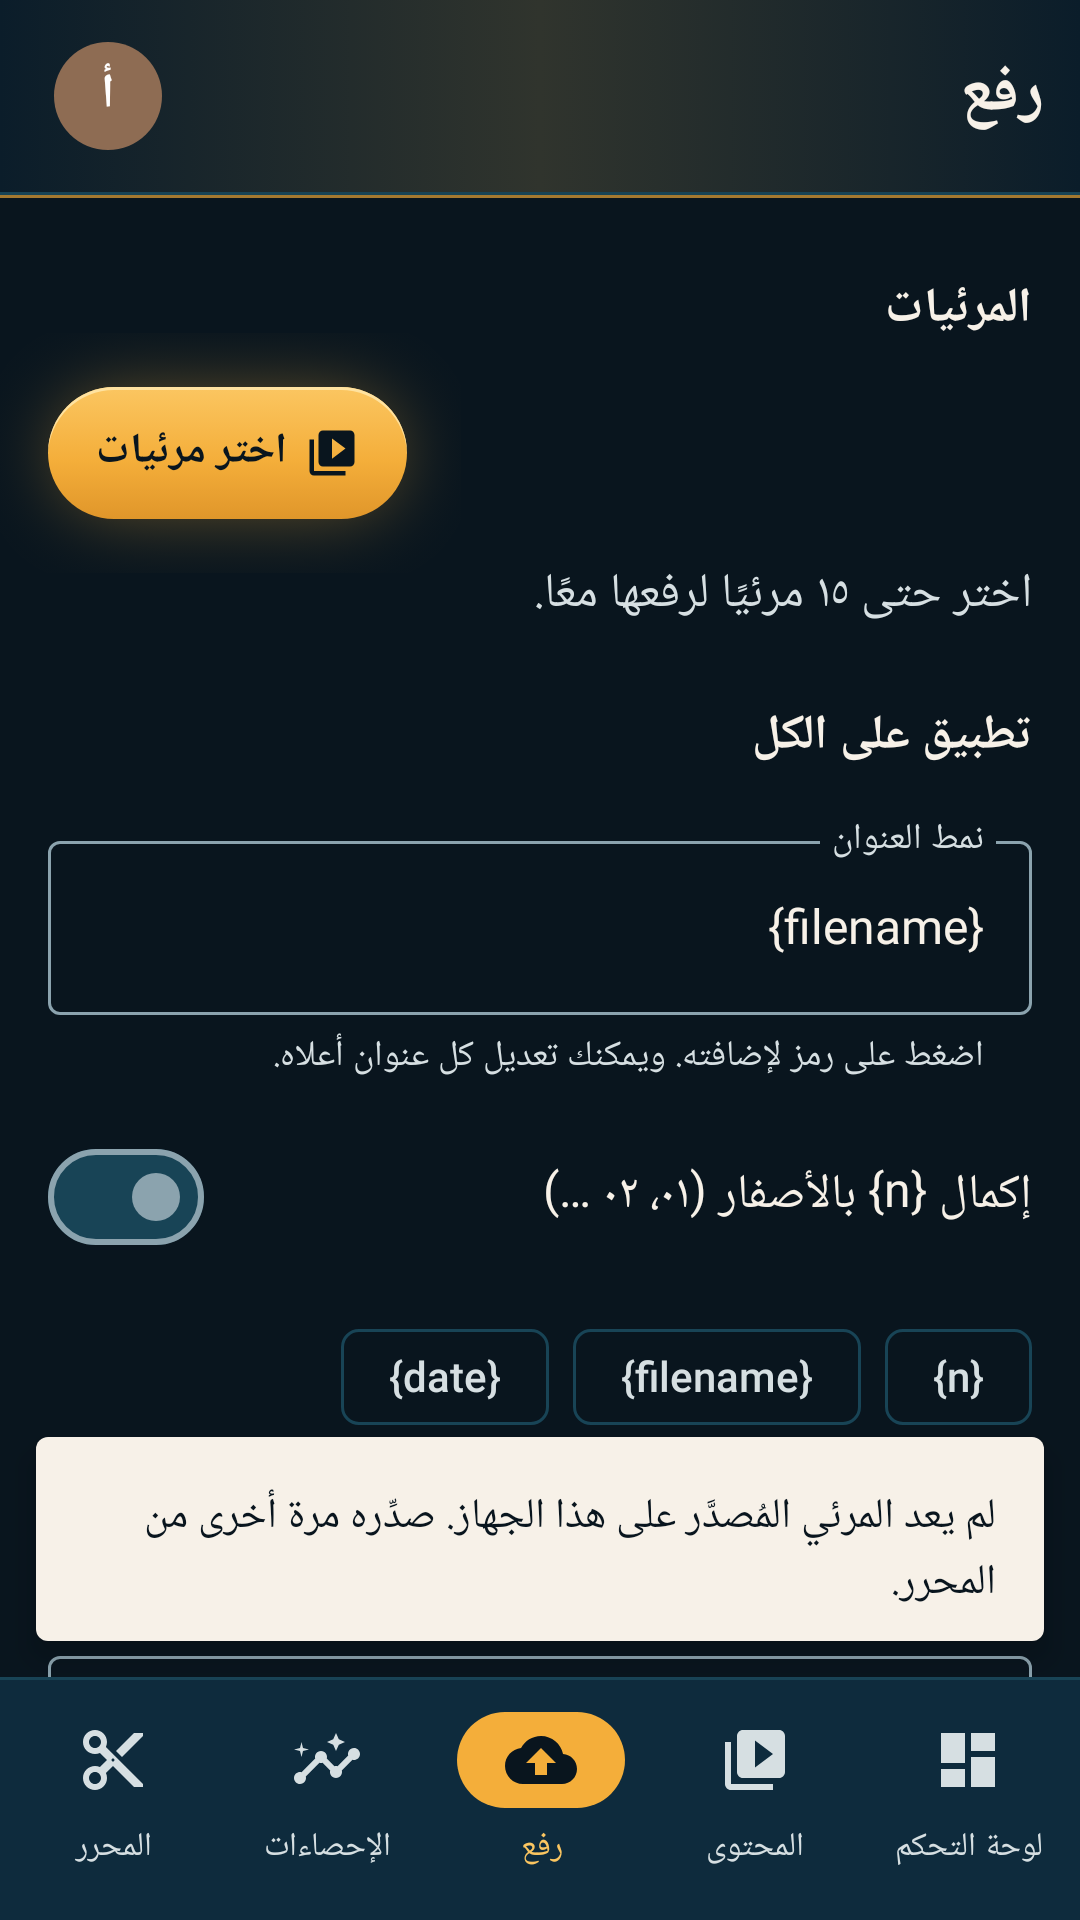 رفع
أ
المرئيات
اختر مرئيات
اختر حتى ١٥ مرئيًا لرفعها معًا.
تطبيق على الكل
نمط العنوان
{filename}
اضغط على رمز لإضافته. ويمكنك تعديل كل عنوان أعلاه.
إكمال {n} بالأصفار (٠١، ٠٢ ...)
{n}
{filename}
{date}
لم يعد المرئي المُصدَّر على هذا الجهاز. صدِّره مرة أخرى من
المحرر.
لوحة التحكم
المحتوى
رفع
الإحصاءات
المحرر